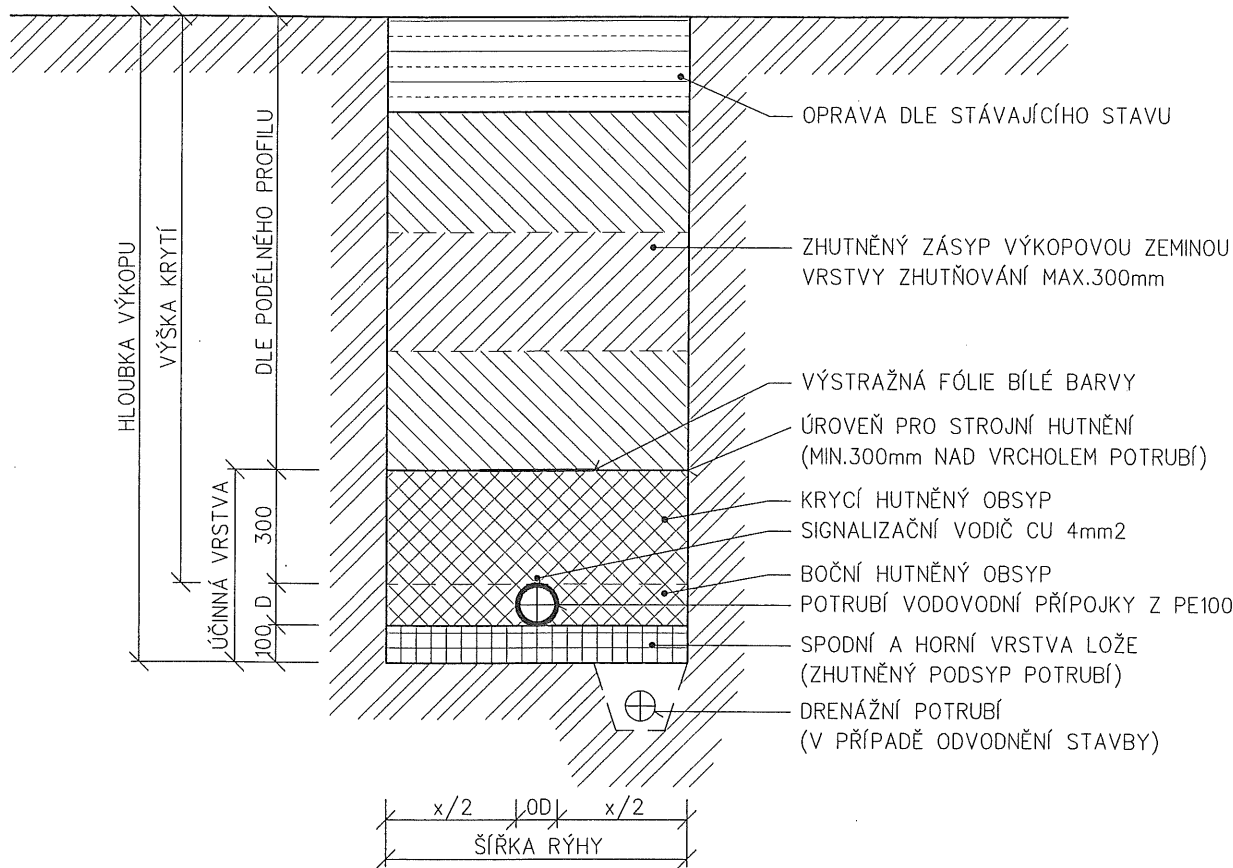 OPRAVA DLE STÁVAJÍCÍHO STAVU
ZHUTNĚNÝ ZÁSYP VÝKOPOVOU ZEMINOU
VRSTVY ZHUTŇOVÁNÍ MAX.300mm
VÝSTRAŽNÁ FÓLIE BÍLÉ BARVY
ÚROVEŇ PRO STROJNÍ HUTNĚNÍ
(MIN.300mm NAD VRCHOLEM POTRUBÍ)
KRYCÍ HUTNĚNÝ OBSYP
SIGNALIZAČNÍ VODIČ CU 4mm2
BOČNÍ HUTNĚNÝ OBSYP
POTRUBÍ VODOVODNÍ PŘÍPOJKY Z PE100
SPODNÍ A HORNÍ VRSTVA LOŽE
(ZHUTNĚNÝ PODSYP POTRUBÍ)
DRENÁŽNÍ POTRUBÍ
(V PŘÍPADĚ ODVODNĚNÍ STAVBY)
HLOUBKA VÝKOPU
VÝŠKA KRYTÍ
DLE PODÉLNÉHO PROFILU
ÚČINNÁ VRSTVA
300
D
100
x/2
OD
x/2
ŠÍŘKA RÝHY